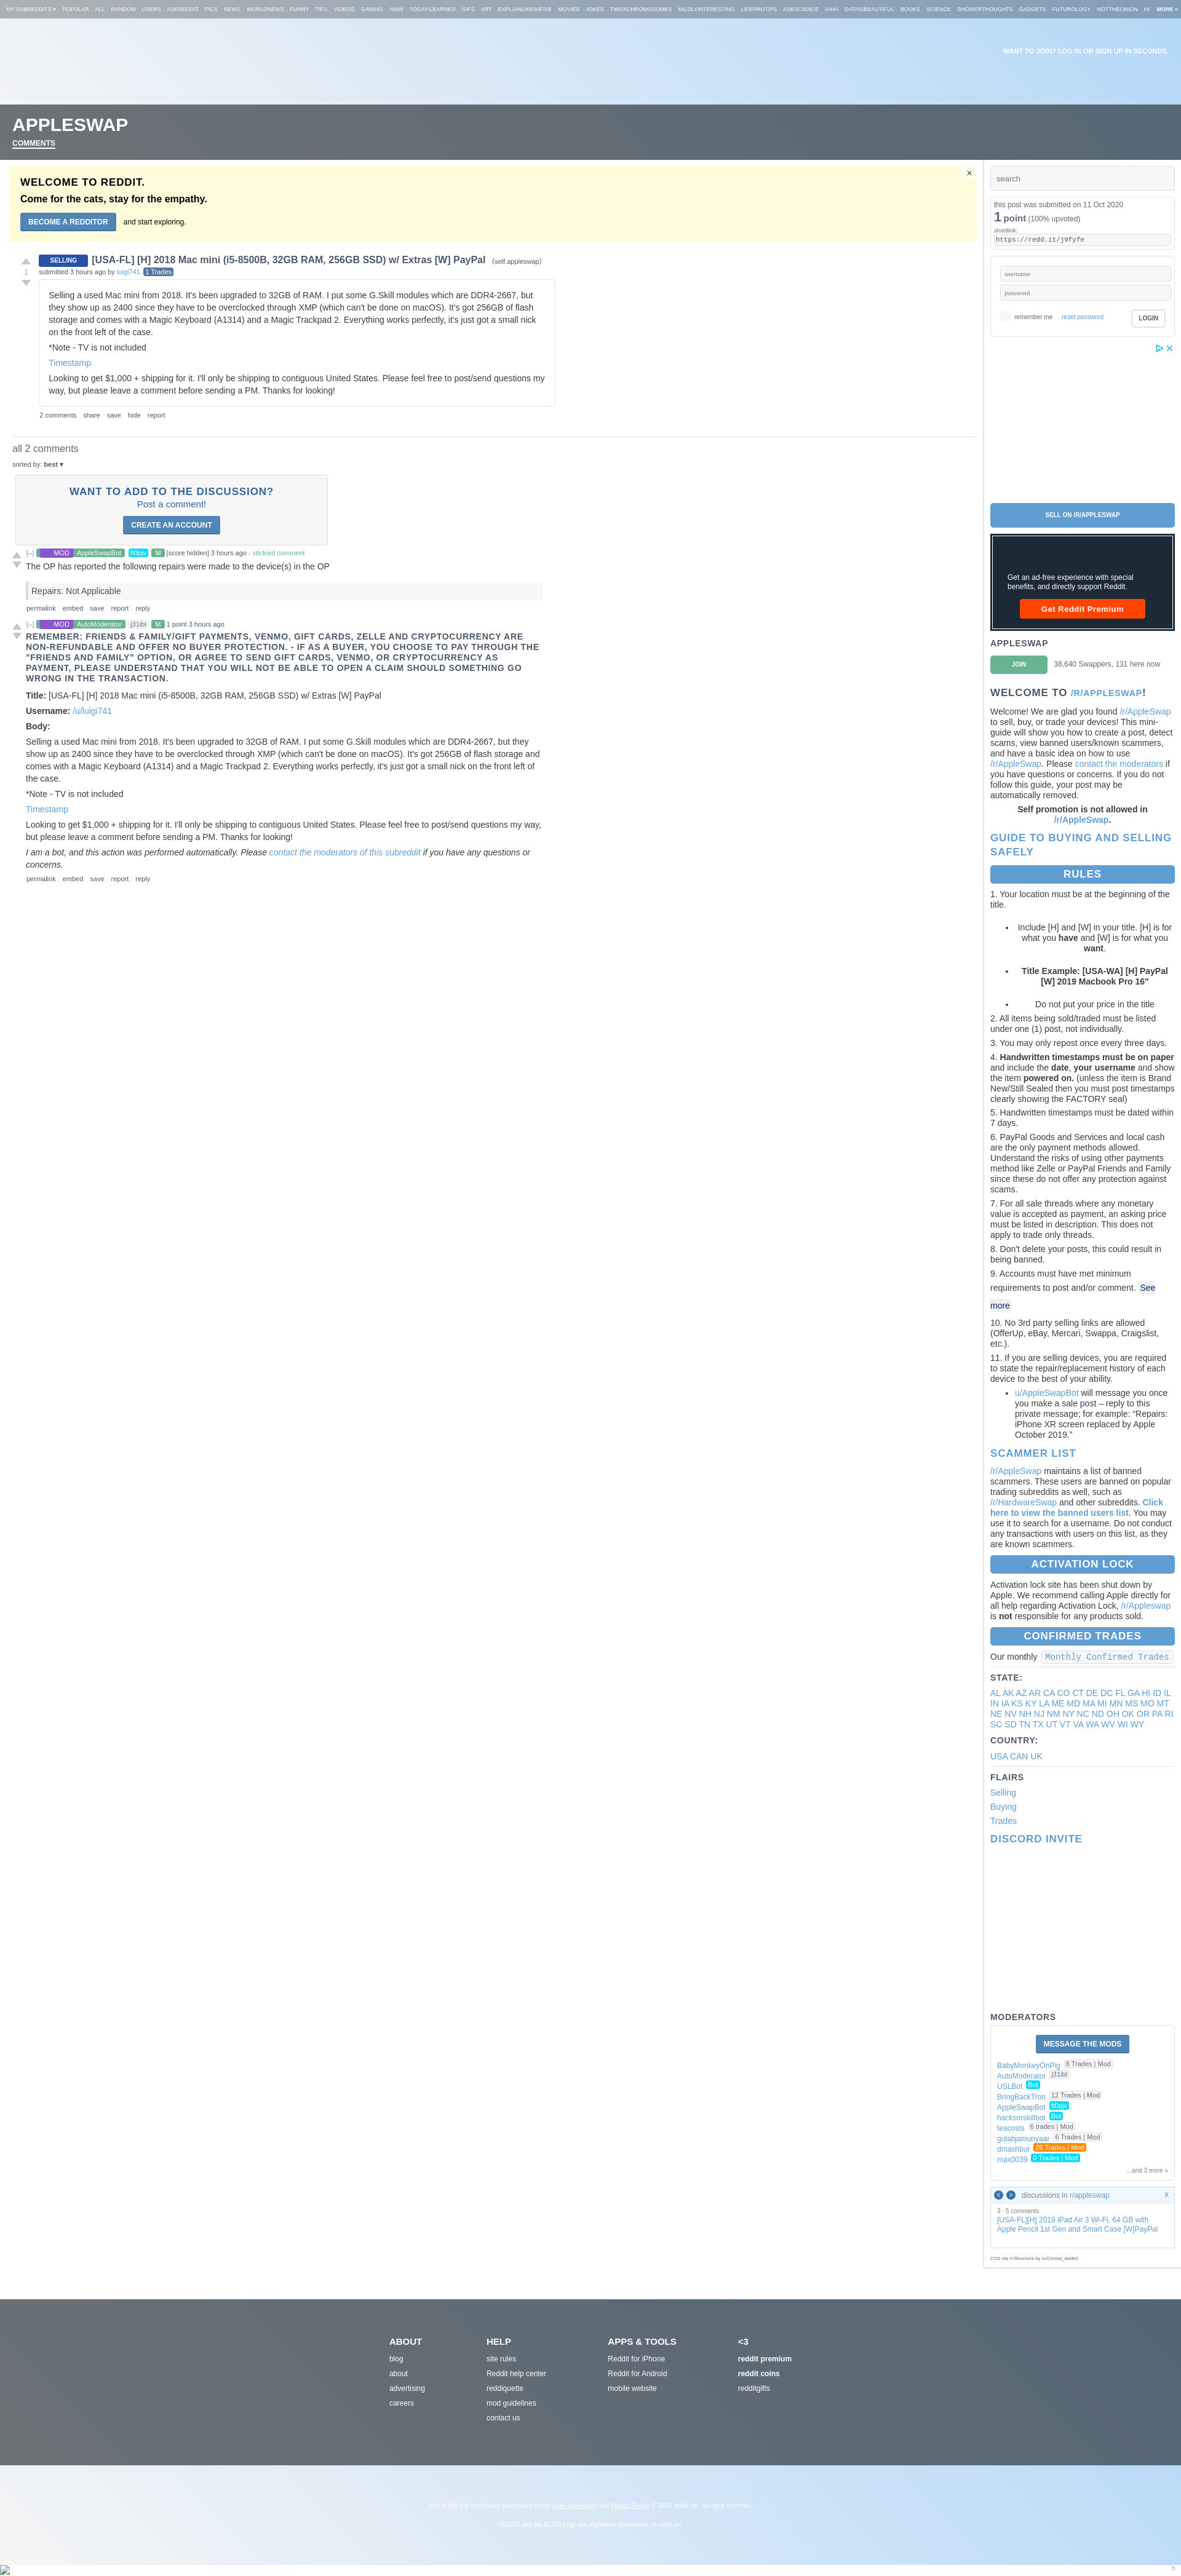 MY SUBREDDITS ▾ POPULAR ALL RANDOM USERS ASKREDDIT PICS NEWS WORLDNEWS FUNNY TIFU VIDEOS GAMING AWW TODAYILEARNED GIFS ART EXPLAINLIKEIMFIVE MOVIES JOKES TWOXCHROMOSOMES MILDLYINTERESTING LIFEPROTIPS ASKSCIENCE IAMA DATAISBEAUTIFUL BOOKS SCIENCE SHOWERTHOUGHTS GADGETS FUTUROLOGY NOTTHEONION HI MORE »
WANT TO JOIN? LOG IN OR SIGN UP IN SECONDS.
APPLESWAP
COMMENTS
WELCOME TO REDDIT.
Come for the cats, stay for the empathy.
BECOME A REDDITOR and start exploring.
×
SELLING [USA-FL] [H] 2018 Mac mini (i5-8500B, 32GB RAM, 256GB SSD) w/ Extras [W] PayPal (self.appleswap)
1
submitted 3 hours ago by luigi741 1 Trades
Selling a used Mac mini from 2018. It's been upgraded to 32GB of RAM. I put some G.Skill modules which are DDR4-2667, but
they show up as 2400 since they have to be overclocked through XMP (which can't be done on macOS). It's got 256GB of flash
storage and comes with a Magic Keyboard (A1314) and a Magic Trackpad 2. Everything works perfectly, it's just got a small nick
on the front left of the case.
*Note - TV is not included
Timestamp
Looking to get $1,000 + shipping for it. I'll only be shipping to contiguous United States. Please feel free to post/send questions my
way, but please leave a comment before sending a PM. Thanks for looking!
2 comments share save hide report
all 2 comments
sorted by: best ▾
WANT TO ADD TO THE DISCUSSION?
Post a comment!
CREATE AN ACCOUNT
[–] MOD AppleSwapBot ft0pjv M [score hidden] 3 hours ago - stickied comment
The OP has reported the following repairs were made to the device(s) in the OP
Repairs: Not Applicable
permalink embed save report reply
[–] MOD AutoModerator j31ibl M 1 point 3 hours ago
REMEMBER: FRIENDS & FAMILY/GIFT PAYMENTS, VENMO, GIFT CARDS, ZELLE AND CRYPTOCURRENCY ARE
NON-REFUNDABLE AND OFFER NO BUYER PROTECTION. - IF AS A BUYER, YOU CHOOSE TO PAY THROUGH THE
"FRIENDS AND FAMILY" OPTION, OR AGREE TO SEND GIFT CARDS, VENMO, OR CRYPTOCURRENCY AS
PAYMENT, PLEASE UNDERSTAND THAT YOU WILL NOT BE ABLE TO OPEN A CLAIM SHOULD SOMETHING GO
WRONG IN THE TRANSACTION.
Title: [USA-FL] [H] 2018 Mac mini (i5-8500B, 32GB RAM, 256GB SSD) w/ Extras [W] PayPal
Username: /u/luigi741
Body:
Selling a used Mac mini from 2018. It's been upgraded to 32GB of RAM. I put some G.Skill modules which are DDR4-2667, but they
show up as 2400 since they have to be overclocked through XMP (which can't be done on macOS). It's got 256GB of flash storage and
comes with a Magic Keyboard (A1314) and a Magic Trackpad 2. Everything works perfectly, it's just got a small nick on the front left of
the case.
*Note - TV is not included
Timestamp
Looking to get $1,000 + shipping for it. I'll only be shipping to contiguous United States. Please feel free to post/send questions my way,
but please leave a comment before sending a PM. Thanks for looking!
I am a bot, and this action was performed automatically. Please contact the moderators of this subreddit if you have any questions or
concerns.
permalink embed save report reply
search
this post was submitted on 11 Oct 2020
1 point (100% upvoted)
shortlink:
https://redd.it/j9fyfe
username
password
remember me reset password LOGIN
SELL ON /R/APPLESWAP
Get an ad-free experience with special
benefits, and directly support Reddit.
Get Reddit Premium
APPLESWAP
JOIN 38,640 Swappers, 131 here now
WELCOME TO /R/APPLESWAP!
Welcome! We are glad you found /r/AppleSwap
to sell, buy, or trade your devices! This mini-
guide will show you how to create a post, detect
scams, view banned users/known scammers,
and have a basic idea on how to use
/r/AppleSwap. Please contact the moderators if
you have questions or concerns. If you do not
follow this guide, your post may be
automatically removed.
Self promotion is not allowed in
/r/AppleSwap.
GUIDE TO BUYING AND SELLING
SAFELY
RULES
1. Your location must be at the beginning of the
title.
• Include [H] and [W] in your title. [H] is for
what you have and [W] is for what you
want.
• Title Example: [USA-WA] [H] PayPal
[W] 2019 Macbook Pro 16"
• Do not put your price in the title
2. All items being sold/traded must be listed
under one (1) post, not individually.
3. You may only repost once every three days.
4. Handwritten timestamps must be on paper
and include the date, your username and show
the item powered on. (unless the item is Brand
New/Still Sealed then you must post timestamps
clearly showing the FACTORY seal)
5. Handwritten timestamps must be dated within
7 days.
6. PayPal Goods and Services and local cash
are the only payment methods allowed.
Understand the risks of using other payments
method like Zelle or PayPal Friends and Family
since these do not offer any protection against
scams.
7. For all sale threads where any monetary
value is accepted as payment, an asking price
must be listed in description. This does not
apply to trade only threads.
8. Don't delete your posts, this could result in
being banned.
9. Accounts must have met minimum
requirements to post and/or comment. See
more
10. No 3rd party selling links are allowed
(OfferUp, eBay, Mercari, Swappa, Craigslist,
etc.).
11. If you are selling devices, you are required
to state the repair/replacement history of each
device to the best of your ability.
• u/AppleSwapBot will message you once
you make a sale post – reply to this
private message; for example: “Repairs:
iPhone XR screen replaced by Apple
October 2019.”
SCAMMER LIST
/r/AppleSwap maintains a list of banned
scammers. These users are banned on popular
trading subreddits as well, such as
/r/HardwareSwap and other subreddits. Click
here to view the banned users list. You may
use it to search for a username. Do not conduct
any transactions with users on this list, as they
are known scammers.
ACTIVATION LOCK
Activation lock site has been shut down by
Apple. We recommend calling Apple directly for
all help regarding Activation Lock, /r/Appleswap
is not responsible for any products sold.
CONFIRMED TRADES
Our monthly Monthly Confirmed Trades
STATE:
AL AK AZ AR CA CO CT DE DC FL GA HI ID IL
IN IA KS KY LA ME MD MA MI MN MS MO MT
NE NV NH NJ NM NY NC ND OH OK OR PA RI
SC SD TN TX UT VT VA WA WV WI WY
COUNTRY:
USA CAN UK
FLAIRS
Selling
Buying
Trades
DISCORD INVITE
MODERATORS
MESSAGE THE MODS
BabyMonkeyOnPig 8 Trades | Mod
AutoModerator j31ibl
USLBot Bot
BringBackTron 12 Trades | Mod
AppleSwapBot ft0pjv
hacksorskillbot Bot
teacosts 6 trades | Mod
gulabjamunyaar 6 Trades | Mod
dmashbur 26 Trades | Mod
max0039 0 Trades | Mod
...and 3 more »
< > discussions in r/appleswap X
3 · 5 comments
[USA-FL][H] 2019 iPad Air 3 Wi-Fi, 64 GB with
Apple Pencil 1st Gen and Smart Case [W]PayPal
CSS via /r/Structura by /u/Cereal_Addict
ABOUT
blog
about
advertising
careers
HELP
site rules
Reddit help center
reddiquette
mod guidelines
contact us
APPS & TOOLS
Reddit for iPhone
Reddit for Android
mobile website
<3
reddit premium
reddit coins
redditgifts
Use of this site constitutes acceptance of our User Agreement and Privacy Policy. © 2020 reddit inc. All rights reserved.
REDDIT and the ALIEN Logo are registered trademarks of reddit inc.
π